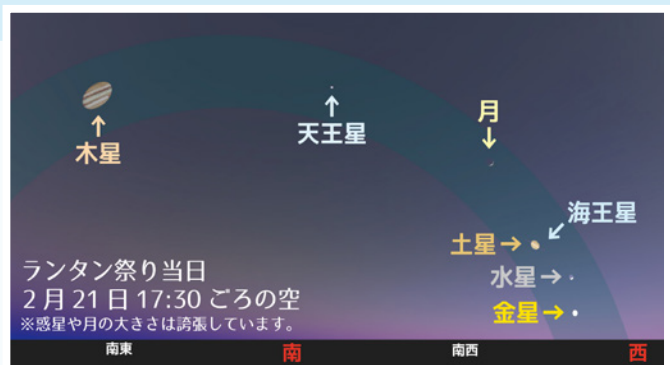 木星
天王星
月
海王星
土星
水星
金星
ランタン祭り当日
2月21日17:30ごろの空
※惑星や月の大きさは誇張しています。
南東
南
南西
西